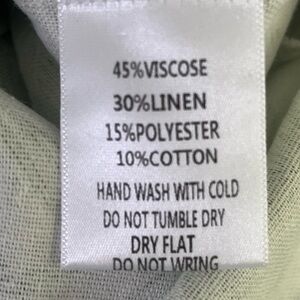 45%VISCOSE
30%LINEN
15%POLYESTER
10%COTTON
HAND WASH WITH COLD
DO NOT TUMBLE DRY
DRY FLAT
DO NOT WRING